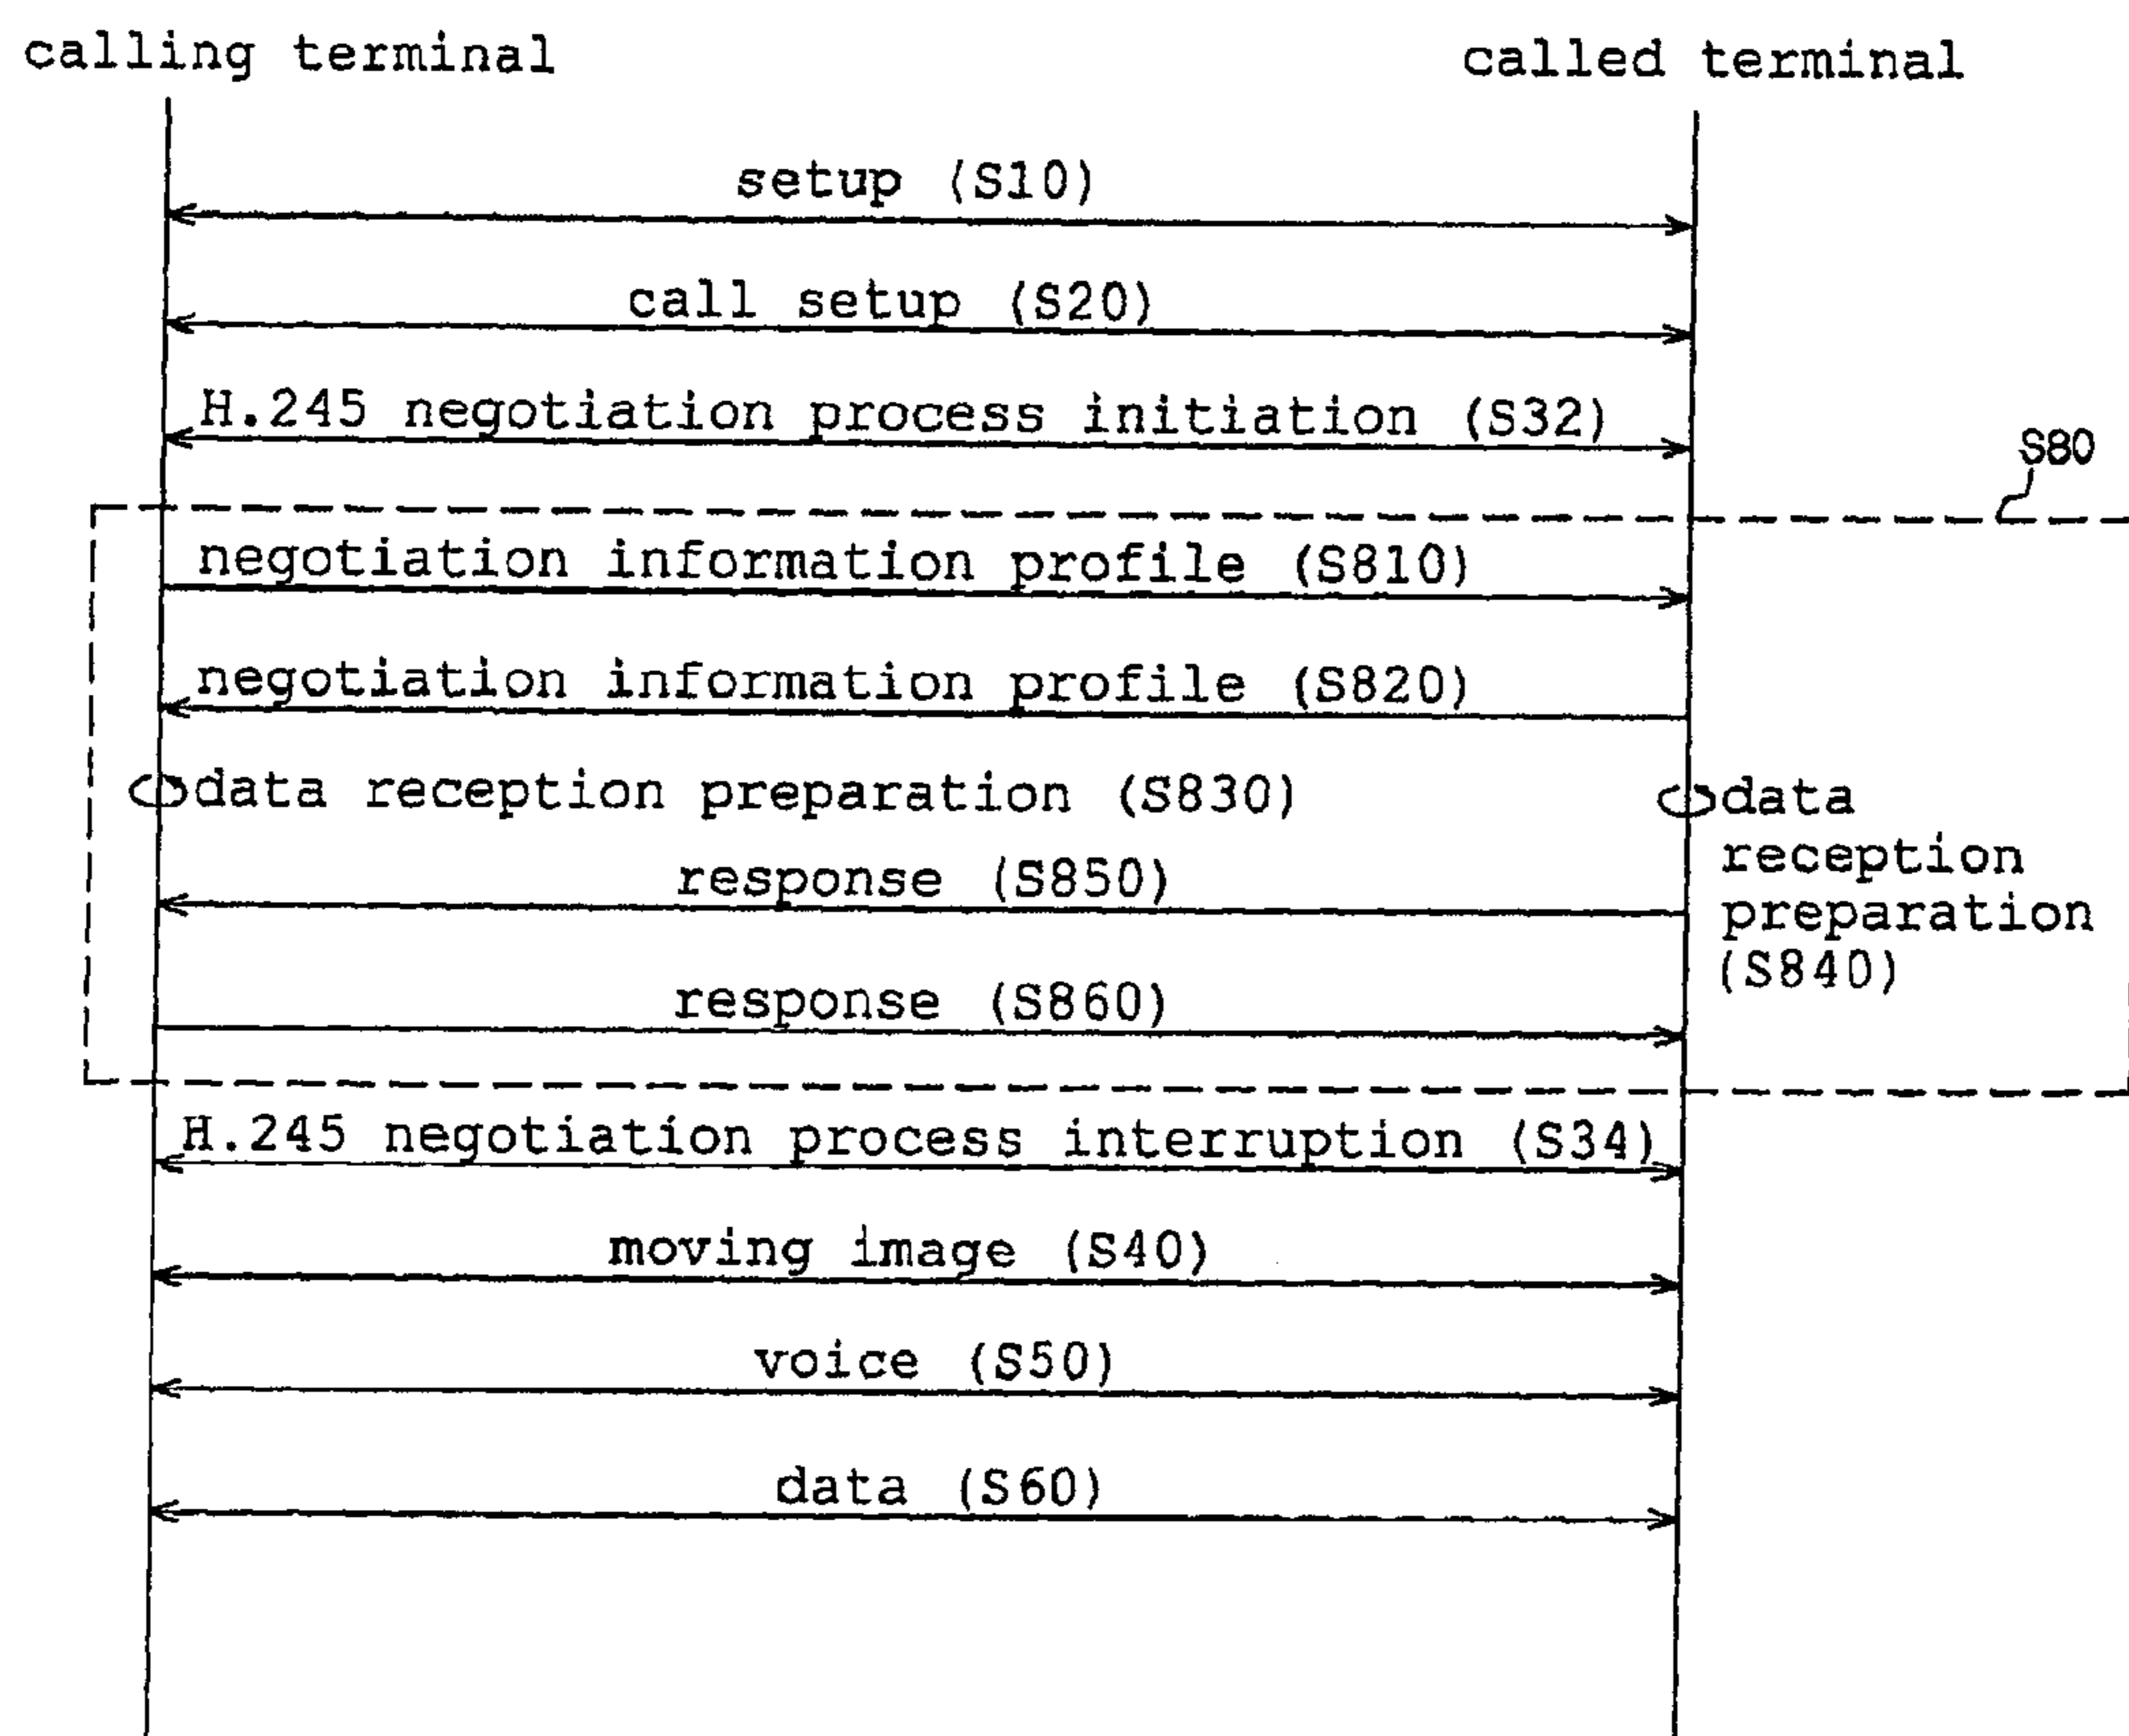 calling terminal
called terminal
setup (S10)
call setup (S20)
H.245 negotiation process initiation (S32)
S80
negotiation information profile (S810)
negotiation information profile (S820)
data reception preparation (S830)
data
reception
preparation
(S840)
response (S850)
response (S860)
H.245 negotiation process interruption (S34)
moving image (S40)
voice (S50)
data (S60)